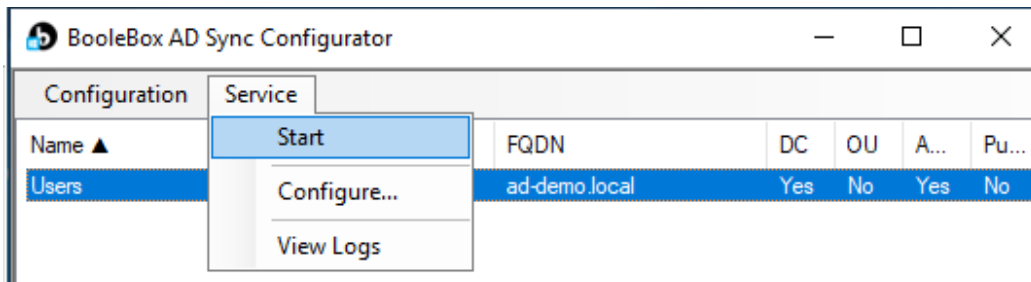 BooleBox AD Sync Configurator
Configuration Service
Start
Name ▲ FQDN DC OU A... Pu...
Users ad-demo.local Yes No Yes No
Configure...
View Logs